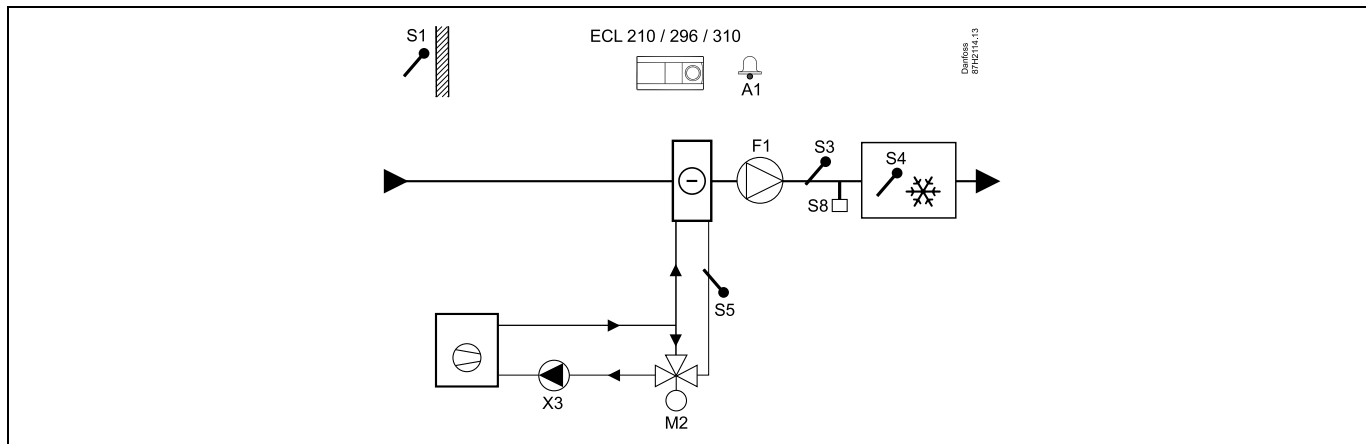 S1
ECL 210 / 296 / 310
A1
Danfoss
87H2114.13
F1
S3
S4
S8
S5
X3
M2